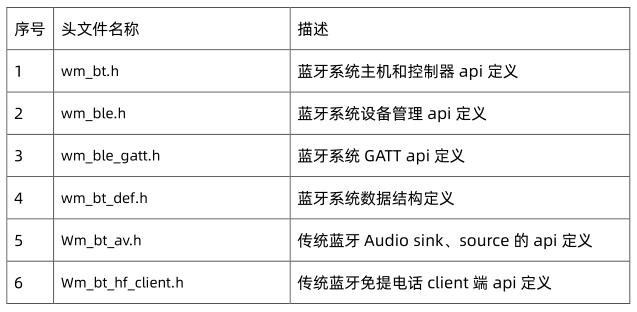 序号 头文件名称 描述
1 wm_bt.h 蓝牙系统主机和控制器 api 定义
2 wm_ble.h 蓝牙系统设备管理 api 定义
3 wm_ble_gatt.h 蓝牙系统 GATT api 定义
4 wm_bt_def.h 蓝牙系统数据结构定义
5 Wm_bt_av.h 传统蓝牙 Audio sink、source 的 api 定义
6 Wm_bt_hf_client.h 传统蓝牙免提电话 client 端 api 定义